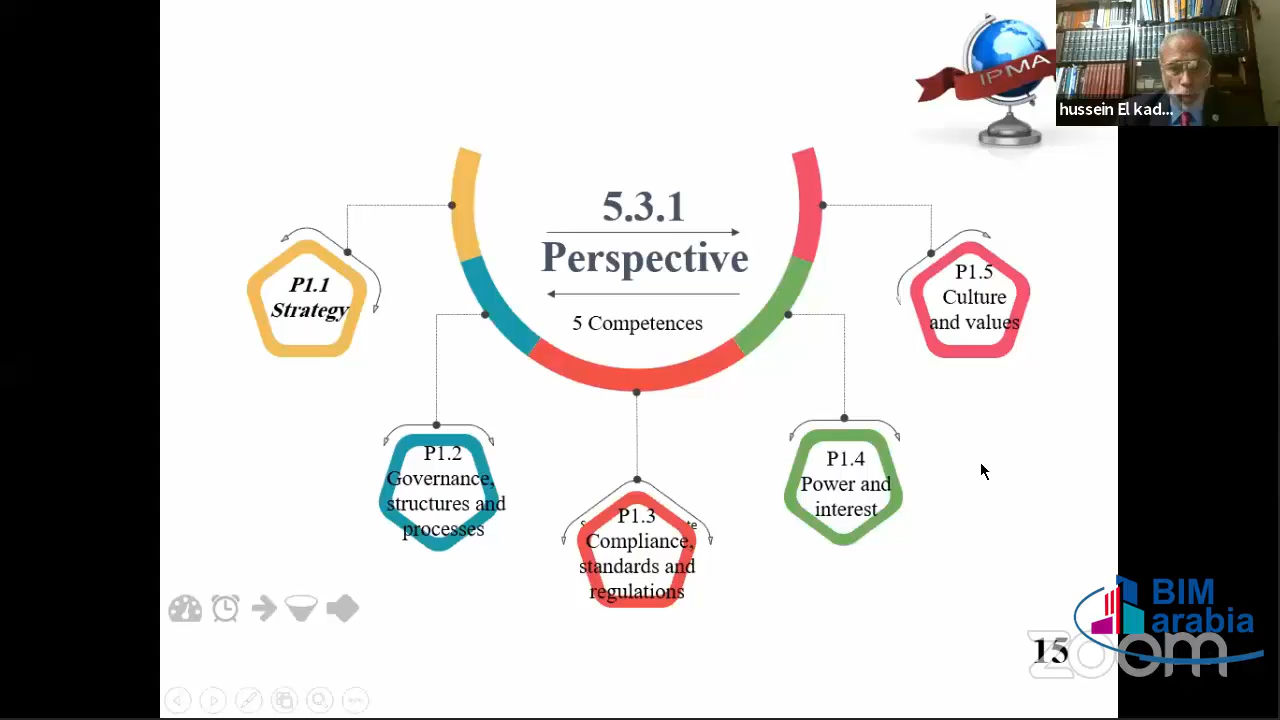 IPMA
hussein El kad...
5.3.1
Perspective
5 Competences
P1.1
Strategy
P1.2
Governance,
structures and
processes
P1.3
Compliance,
standards and
regulations
P1.4
Power and
interest
P1.5
Culture
and values
BIM
arabia
15
zoom